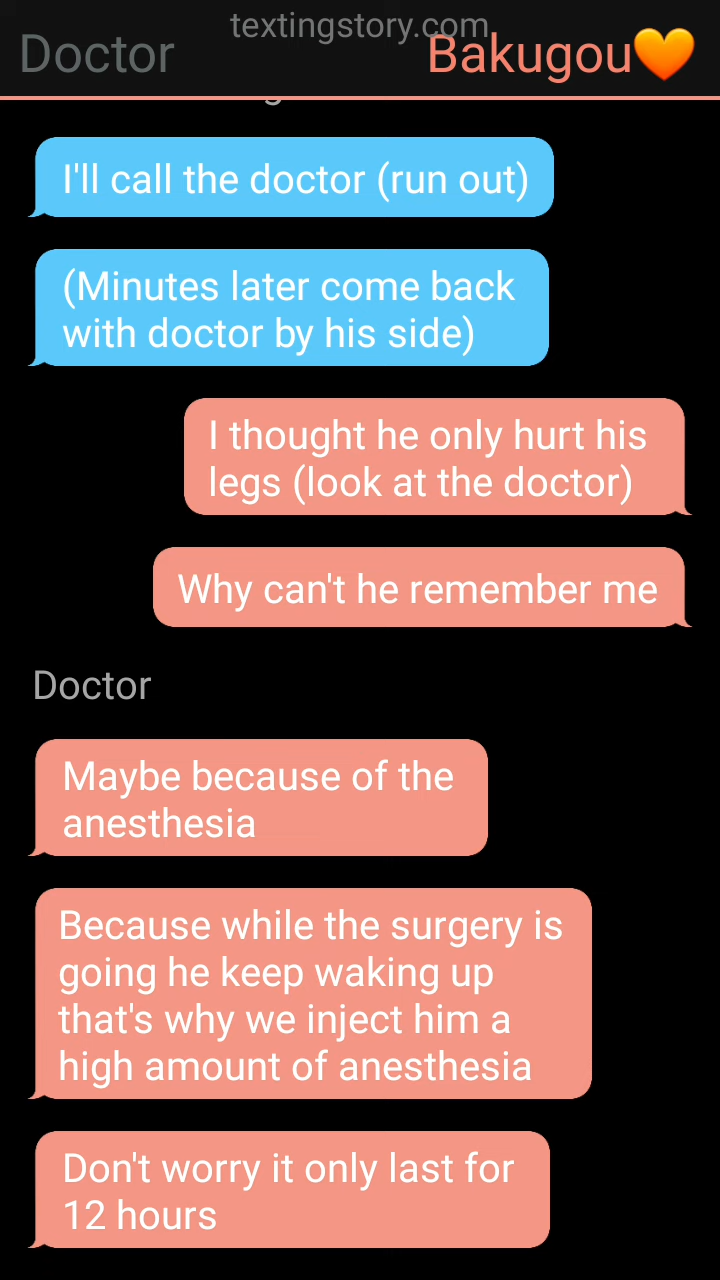 textingstory.com
Doctor
Bakugou🧡
I'll call the doctor (run out)
(Minutes later come back
with doctor by his side)
I thought he only hurt his
legs (look at the doctor)
Why can't he remember me
Doctor
Maybe because of the
anesthesia
Because while the surgery is
going he keep waking up
that's why we inject him a
high amount of anesthesia
Don't worry it only last for
12 hours